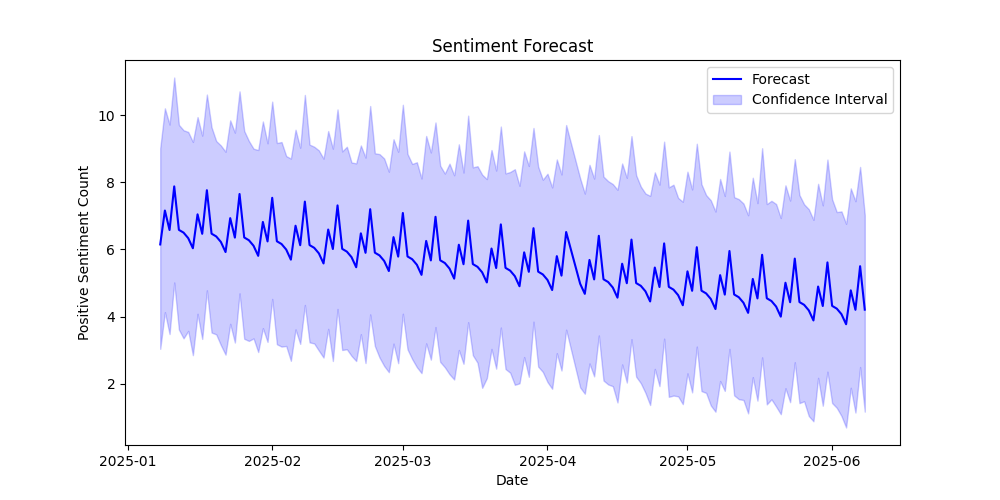 Sentiment Forecast
Forecast
Confidence Interval
Positive Sentiment Count
10
8
6
4
2
2025-01
2025-02
2025-03
2025-04
2025-05
2025-06
Date